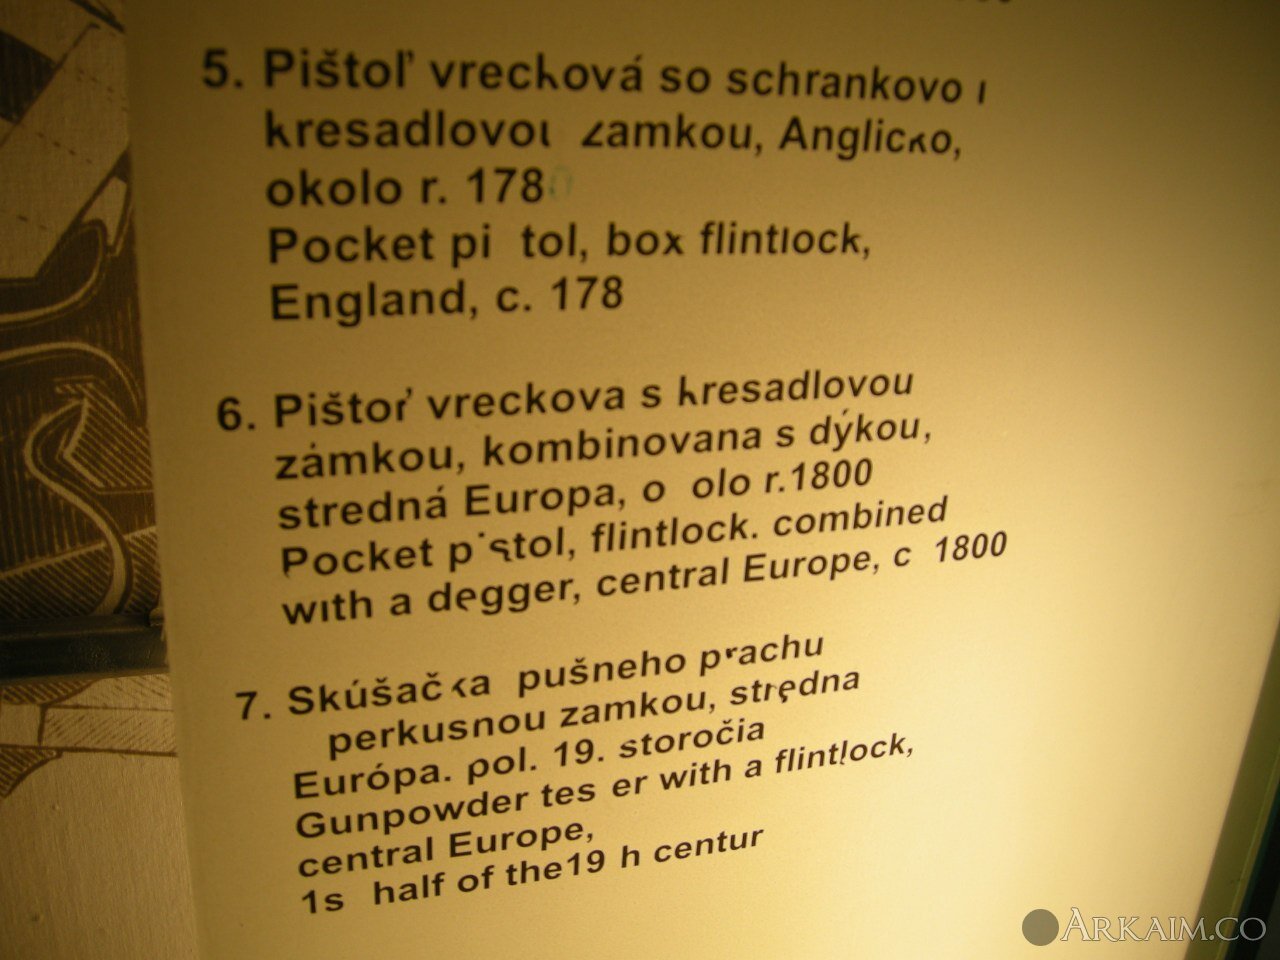 5. Pištoľ vrecková so schrankovo
kresadlovou zamkou, Anglicko,
okolo r. 178
Pocket pi tol, box flintlock,
England, c. 178
6. Pištoľ vreckova s kresadlovou
zámkou, kombinovana s dýkou,
stredná Europa, o olo r.1800
Pocket pistol, flintlock. combined
with a degger, central Europe, c 1800
7. Skúšačka pušneho prachu
perkusnou zamkou, stredna
Európa. pol. 19. storočia
Gunpowder tes er with a flintlock,
central Europe,
1s half of the19 h centur
ARKAIM.CO